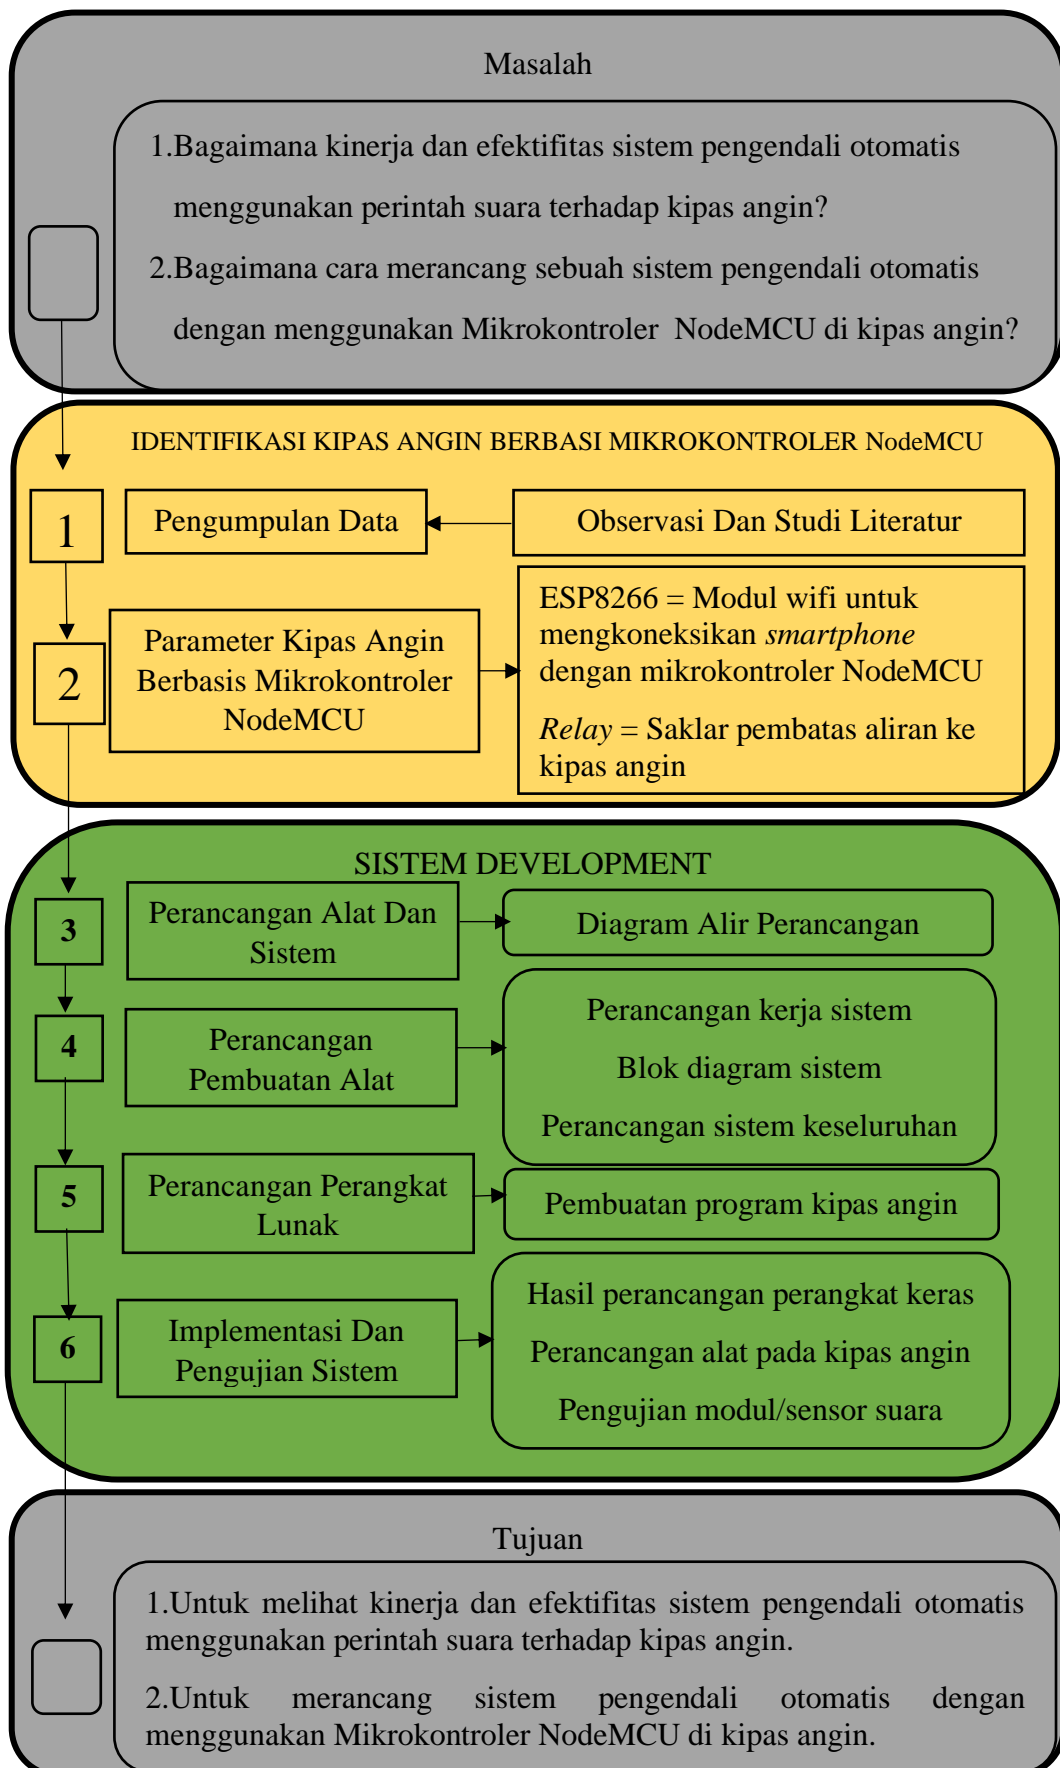 Masalah
1.Bagaimana kinerja dan efektifitas sistem pengendali otomatis
menggunakan perintah suara terhadap kipas angin?
2.Bagaimana cara merancang sebuah sistem pengendali otomatis
dengan menggunakan Mikrokontroler NodeMCU di kipas angin?
IDENTIFIKASI KIPAS ANGIN BERBASI MIKROKONTROLER NodeMCU
1
Pengumpulan Data
Observasi Dan Studi Literatur
2
Parameter Kipas Angin
Berbasis Mikrokontroler
NodeMCU
ESP8266 = Modul wifi untuk
mengkoneksikan smartphone
dengan mikrokontroler NodeMCU
Relay = Saklar pembatas aliran ke
kipas angin
SISTEM DEVELOPMENT
3
Perancangan Alat Dan
Sistem
Diagram Alir Perancangan
4
Perancangan
Pembuatan Alat
Perancangan kerja sistem
Blok diagram sistem
Perancangan sistem keseluruhan
5
Perancangan Perangkat
Lunak
Pembuatan program kipas angin
6
Implementasi Dan
Pengujian Sistem
Hasil perancangan perangkat keras
Perancangan alat pada kipas angin
Pengujian modul/sensor suara
Tujuan
1.Untuk melihat kinerja dan efektifitas sistem pengendali otomatis
menggunakan perintah suara terhadap kipas angin.
2.Untuk merancang sistem pengendali otomatis dengan
menggunakan Mikrokontroler NodeMCU di kipas angin.